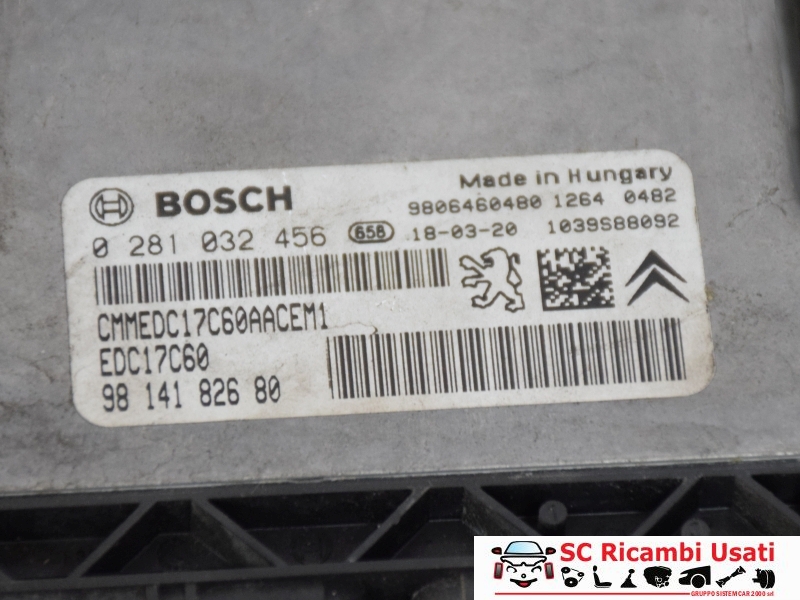 BOSCH
Made in Hungary
9806460480 1264 0482
0 281 032 456 658 18-03-20 1039S88092
CMMEDC17C60AACEM1
EDC17C60
98 141 826 80
SC Ricambi Usati
GRUPPO SISTEMCAR 2000 srl